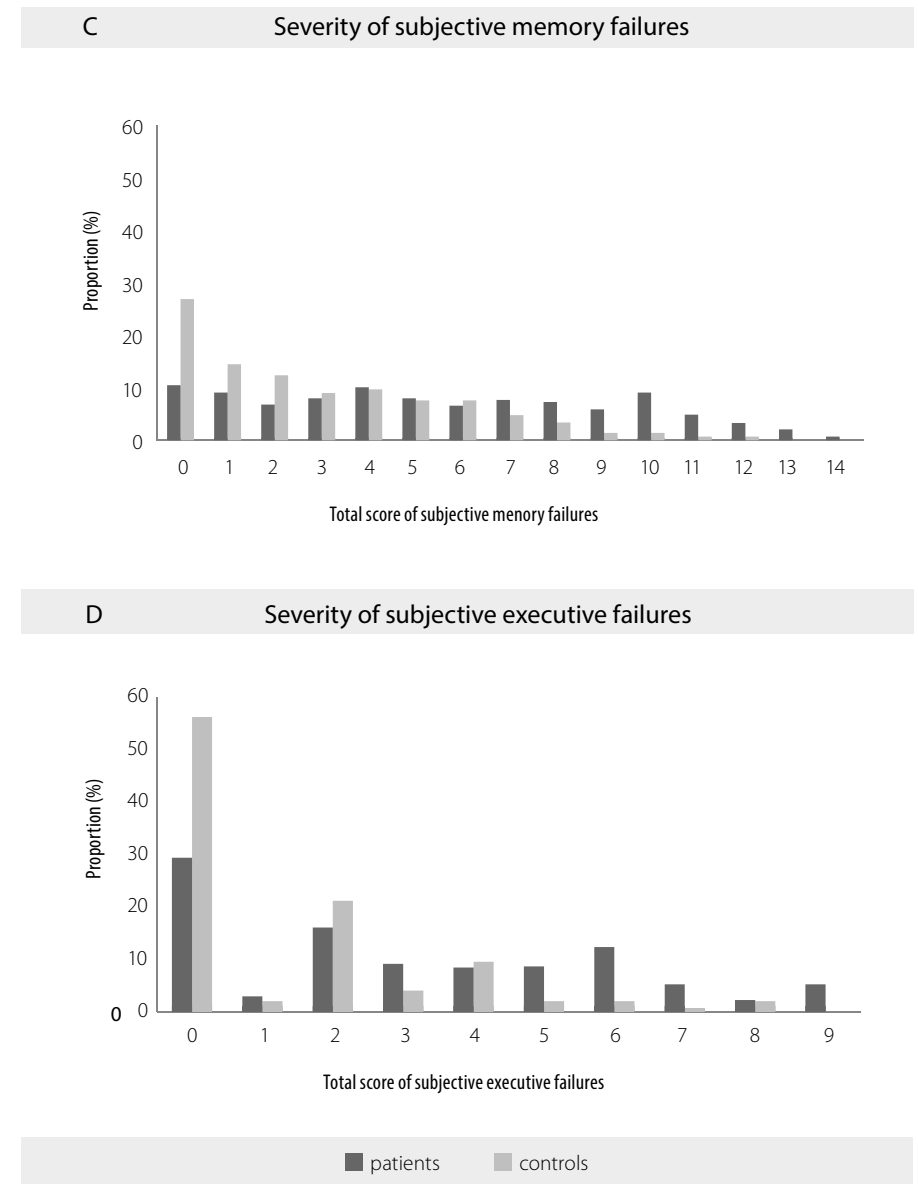 C Severity of subjective memory failures
Proportion (%)
60
50
40
30
20
10
0
0 1 2 3 4 5 6 7 8 9 10 11 12 13 14
Total score of subjective menory failures
D Severity of subjective executive failures
Proportion (%)
60
50
40
30
20
10
0 0
0 1 2 3 4 5 6 7 8 9
Total score of subjective executive failures
patients controls